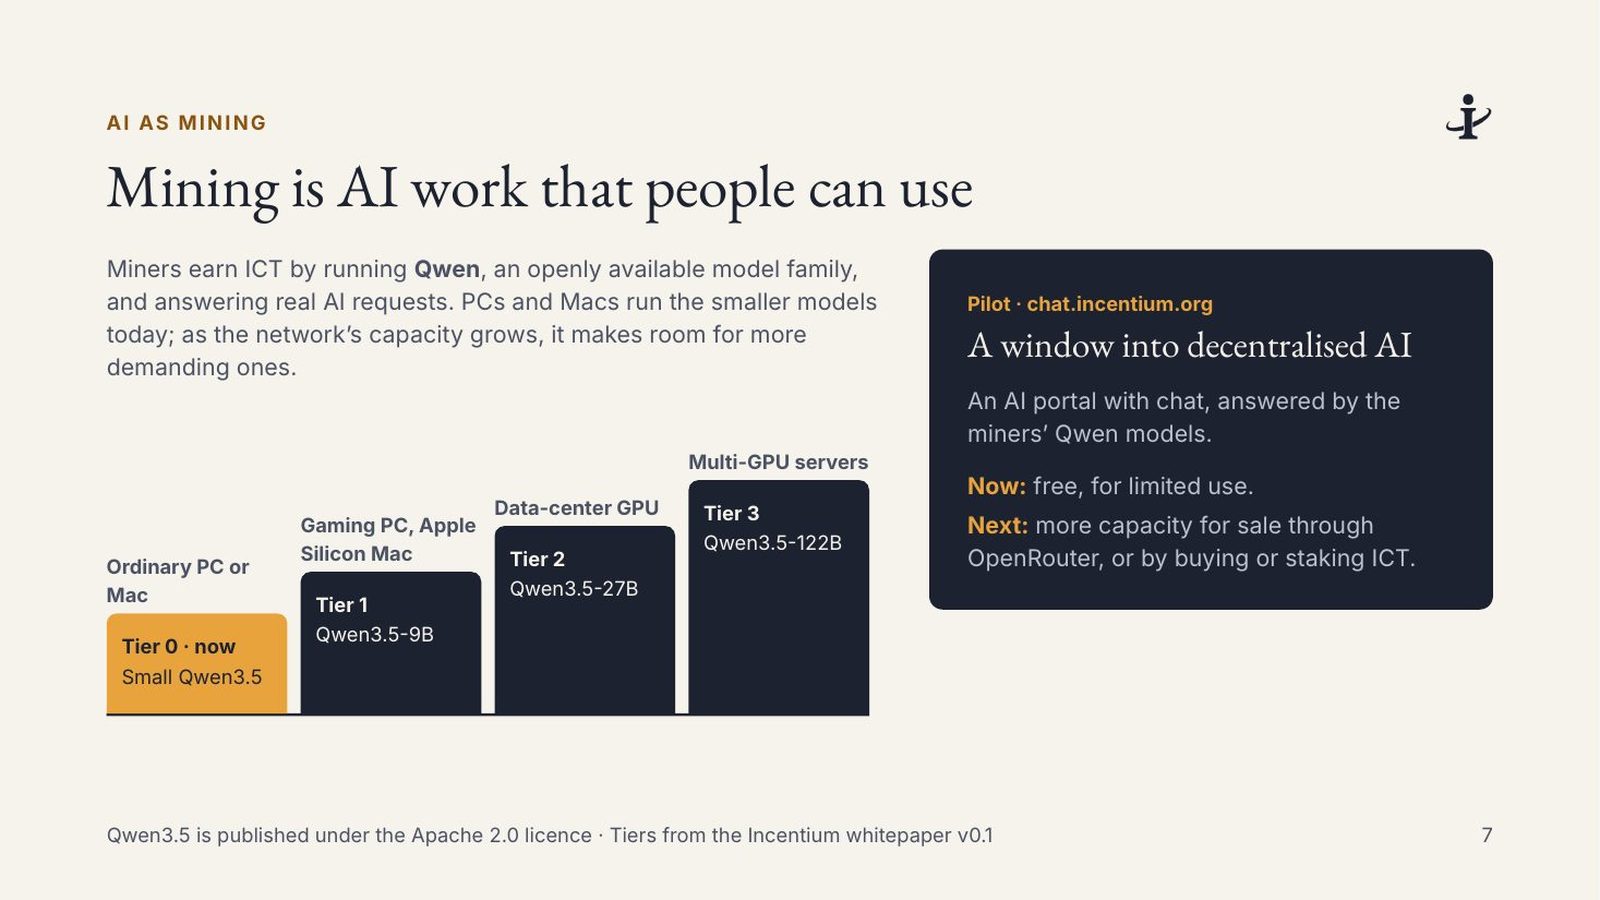 AI AS MINING
Mining is AI work that people can use
Miners earn ICT by running Qwen, an openly available model family,
and answering real AI requests. PCs and Macs run the smaller models
today; as the network’s capacity grows, it makes room for more
demanding ones.
Ordinary PC or
Mac
Tier 0 · now
Small Qwen3.5
Gaming PC, Apple
Silicon Mac
Tier 1
Qwen3.5-9B
Data-center GPU
Tier 2
Qwen3.5-27B
Multi-GPU servers
Tier 3
Qwen3.5-122B
Pilot · chat.incentium.org
A window into decentralised AI
An AI portal with chat, answered by the
miners’ Qwen models.
Now: free, for limited use.
Next: more capacity for sale through
OpenRouter, or by buying or staking ICT.
Qwen3.5 is published under the Apache 2.0 licence · Tiers from the Incentium whitepaper v0.1
7